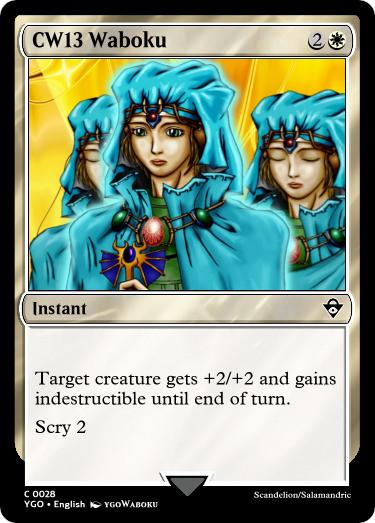 CW13 Waboku
2
Instant
Target creature gets +2/+2 and gains
indestructible until end of turn.
Scry 2
C 0028
YGO • English YGOWABOKU
Scandelion/Salamandric